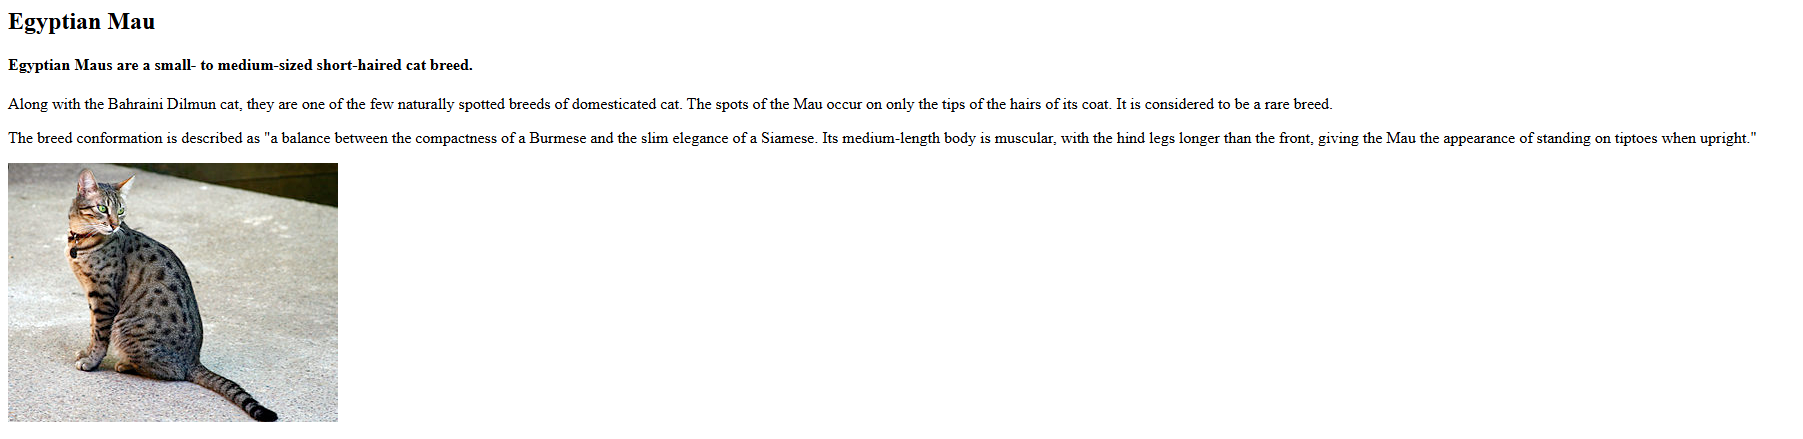 Egyptian Mau
Egyptian Maus are a small- to medium-sized short-haired cat breed.
Along with the Bahraini Dilmun cat, they are one of the few naturally spotted breeds of domesticated cat. The spots of the Mau occur on only the tips of the hairs of its coat. It is considered to be a rare breed.
The breed conformation is described as "a balance between the compactness of a Burmese and the slim elegance of a Siamese. Its medium-length body is muscular, with the hind legs longer than the front, giving the Mau the appearance of standing on tiptoes when upright."